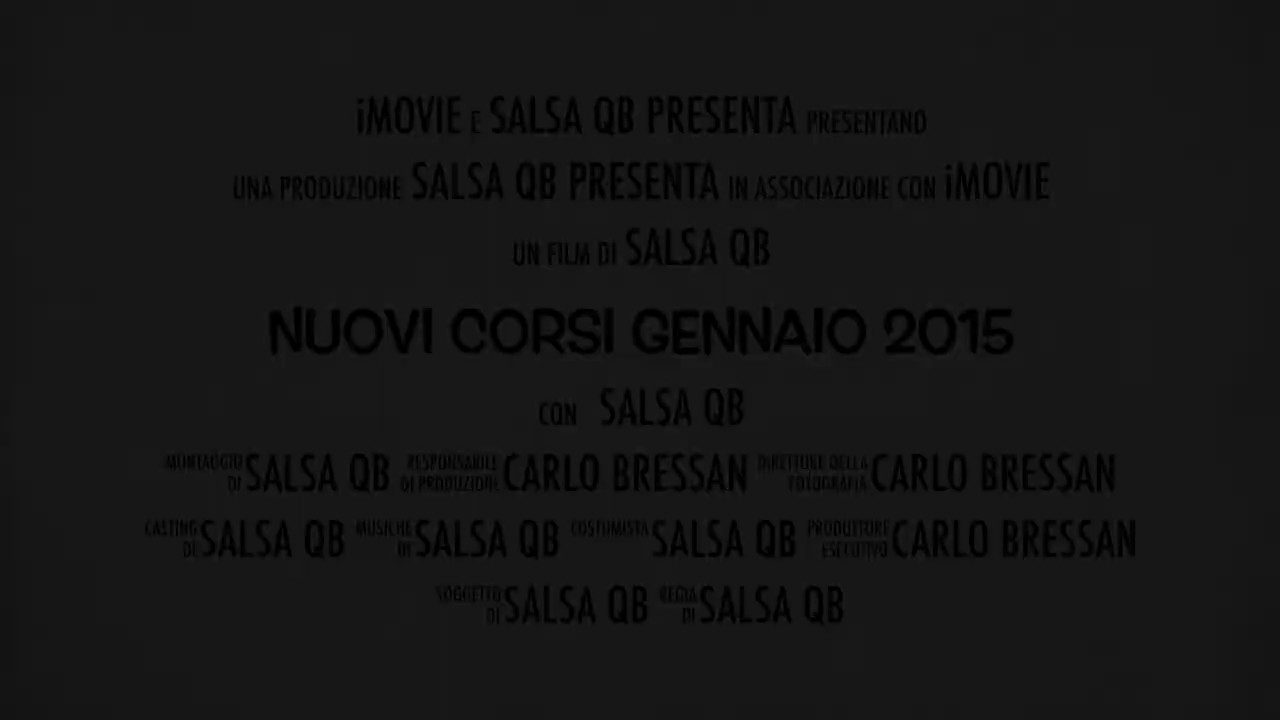 iMOVIE E SALSA QB PRESENTA PRESENTANO
UNA PRODUZIONE SALSA QB PRESENTA IN ASSOCIAZIONE CON iMOVIE
UN FILM DI SALSA QB
NUOVI CORSI GENNAIO 2015
CON SALSA QB
MONTAGGIO DI SALSA QB RESPONSABILE DI PRODUZIONE CARLO BRESSAN DIRETTORE DELLA FOTOGRAFIA CARLO BRESSAN
CASTING DI SALSA QB MUSICHE DI SALSA QB COSTUMISTA SALSA QB PRODUTTORE ESECUTIVO CARLO BRESSAN
SOGGETTO DI SALSA QB REGIA DI SALSA QB